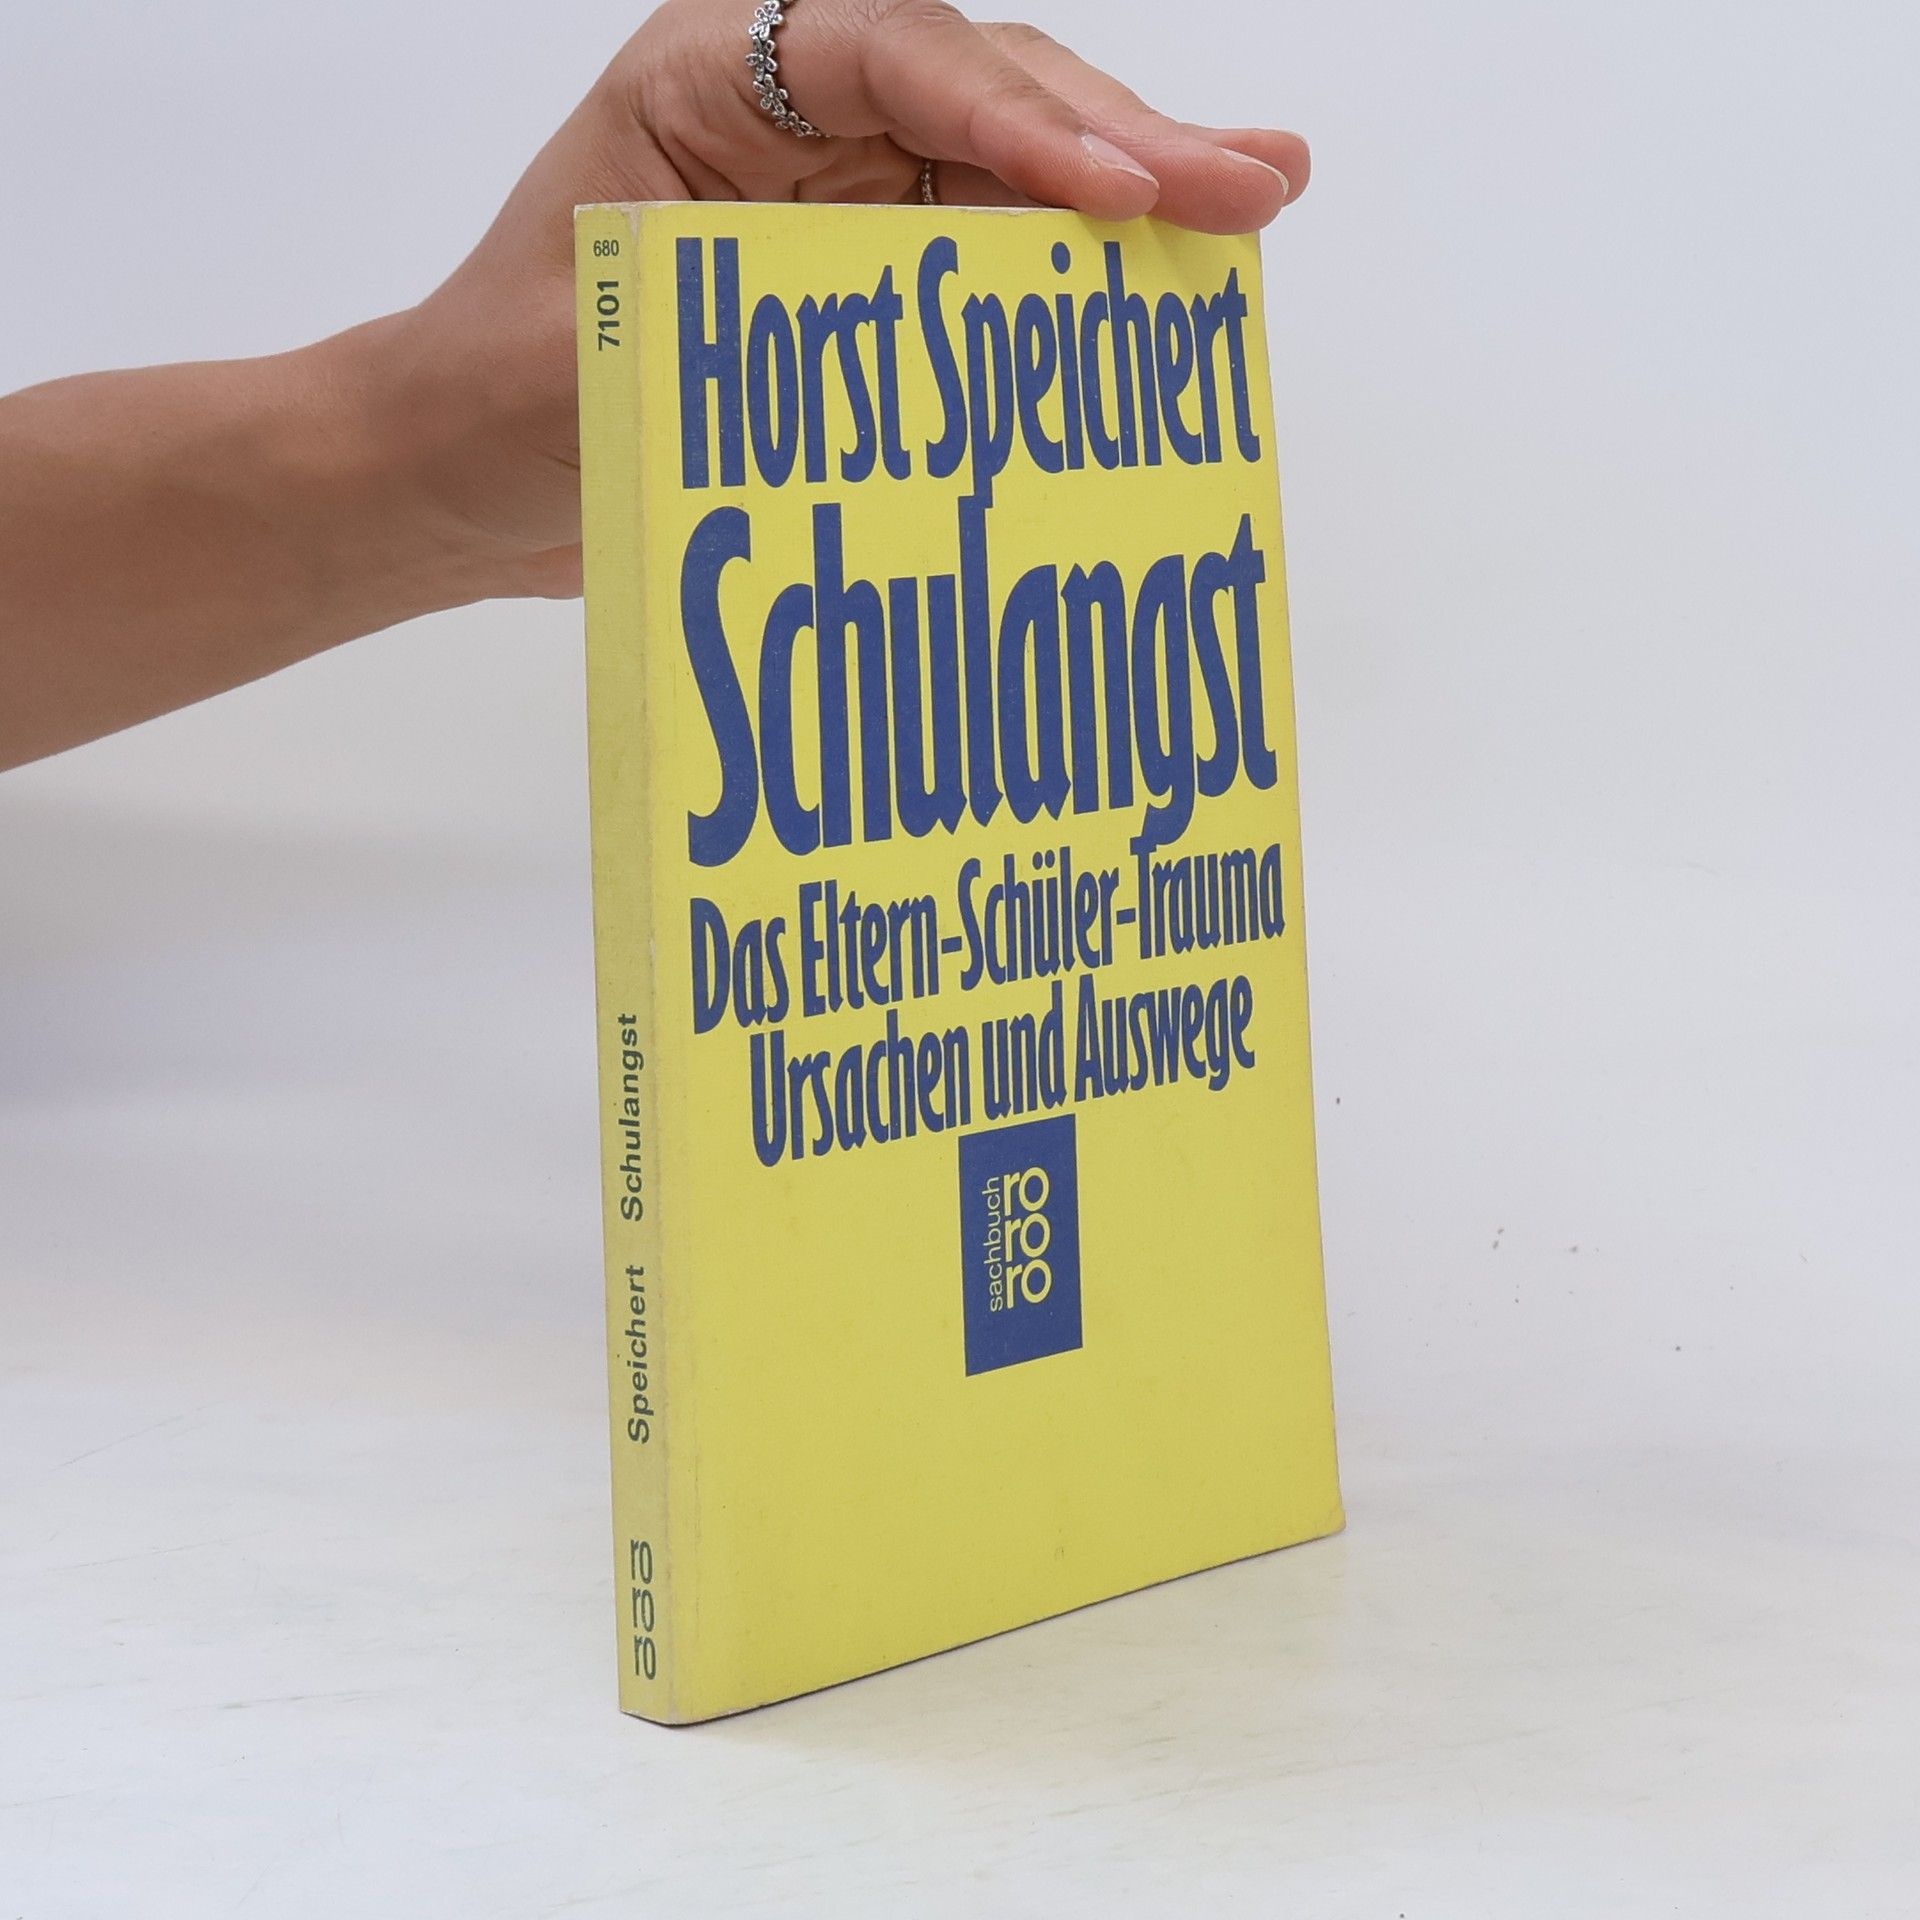 680
7101
Speichert Schulangst
ro
ro
ro
Horst Speichert
Schulangst
Das Eltern-Schüler-Trauma
Ursachen und Auswege
sachbuch
ro
ro
ro